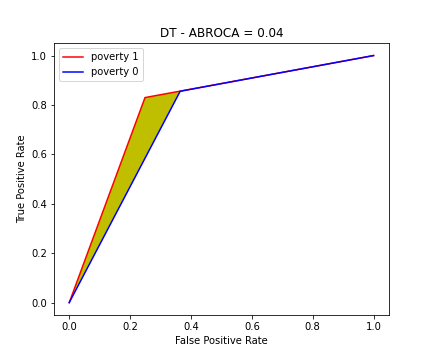 DT - ABROCA = 0.04
poverty 1
poverty 0
True Positive Rate
1.0
0.8
0.6
0.4
0.2
0.0
0.0 0.2 0.4 0.6 0.8 1.0
False Positive Rate